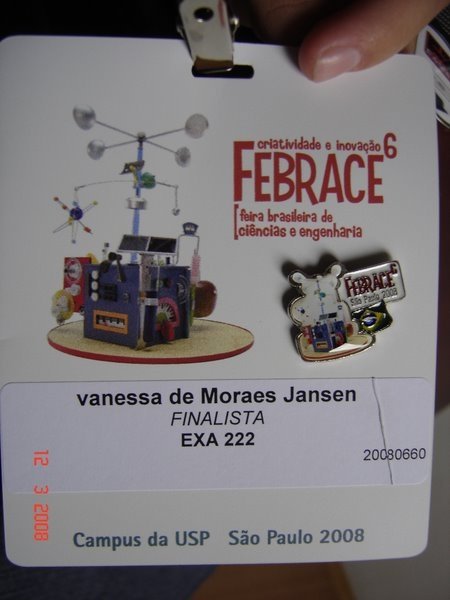 criatividade e inovação 6
FEBRACE
feira brasileira de
ciências e engenharia
FEBRACE 6
São Paulo 2008
vanessa de Moraes Jansen
FINALISTA
EXA 222
20080660
12 3 2008
Campus da USP São Paulo 2008